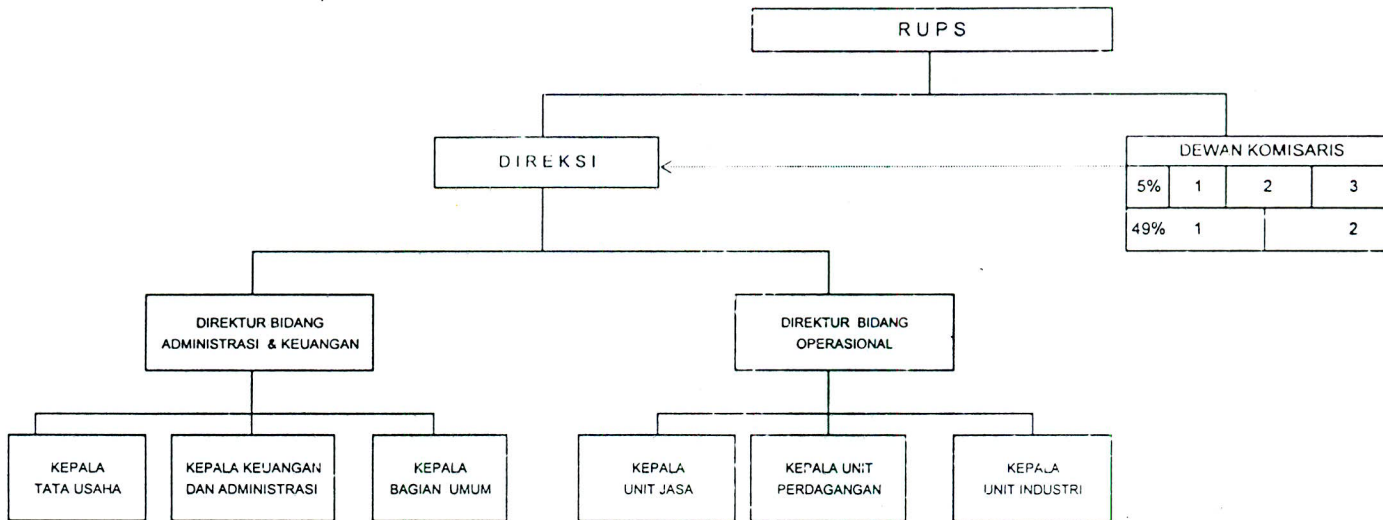 RUPS
DIREKSI
DEWAN KOMISARIS
5% 1 2 3
49% 1 2
DIREKTUR BIDANG
ADMINISTRASI & KEUANGAN
DIREKTUR BIDANG
OPERASIONAL
KEPALA
TATA USAHA
KEPALA KEUANGAN
DAN ADMINISTRASI
KEPALA
BAGIAN UMUM
KEPALA
UNIT JASA
KEPALA UNIT
PERDAGANGAN
KEPALA
UNIT INDUSTRI